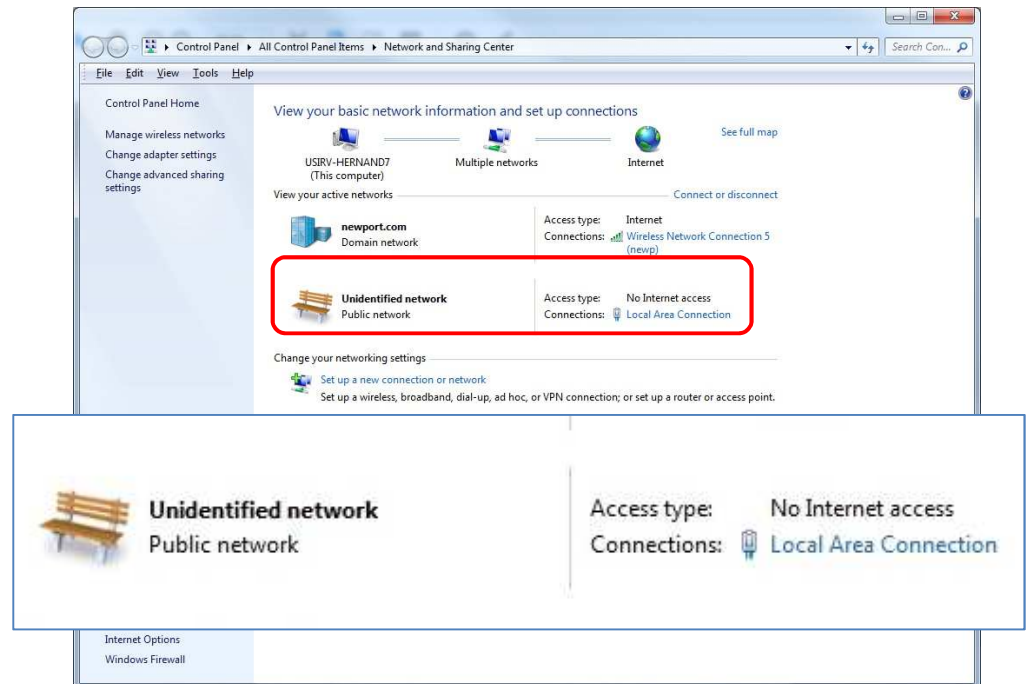 Control Panel ▸ All Control Panel Items ▸ Network and Sharing Center
Search Con...
File Edit View Tools Help
Control Panel Home
Manage wireless networks
Change adapter settings
Change advanced sharing
settings
View your basic network information and set up connections
See full map
USIRV-HERNAND7
(This computer)
Multiple networks
Internet
View your active networks
Connect or disconnect
newport.com
Domain network
Access type: Internet
Connections: Wireless Network Connection 5
(newp)
Unidentified network
Public network
Access type: No Internet access
Connections: Local Area Connection
Change your networking settings
Set up a new connection or network
Set up a wireless, broadband, dial-up, ad hoc, or VPN connection; or set up a router or access point.
Unidentified network
Public network
Access type: No Internet access
Connections: Local Area Connection
Internet Options
Windows Firewall